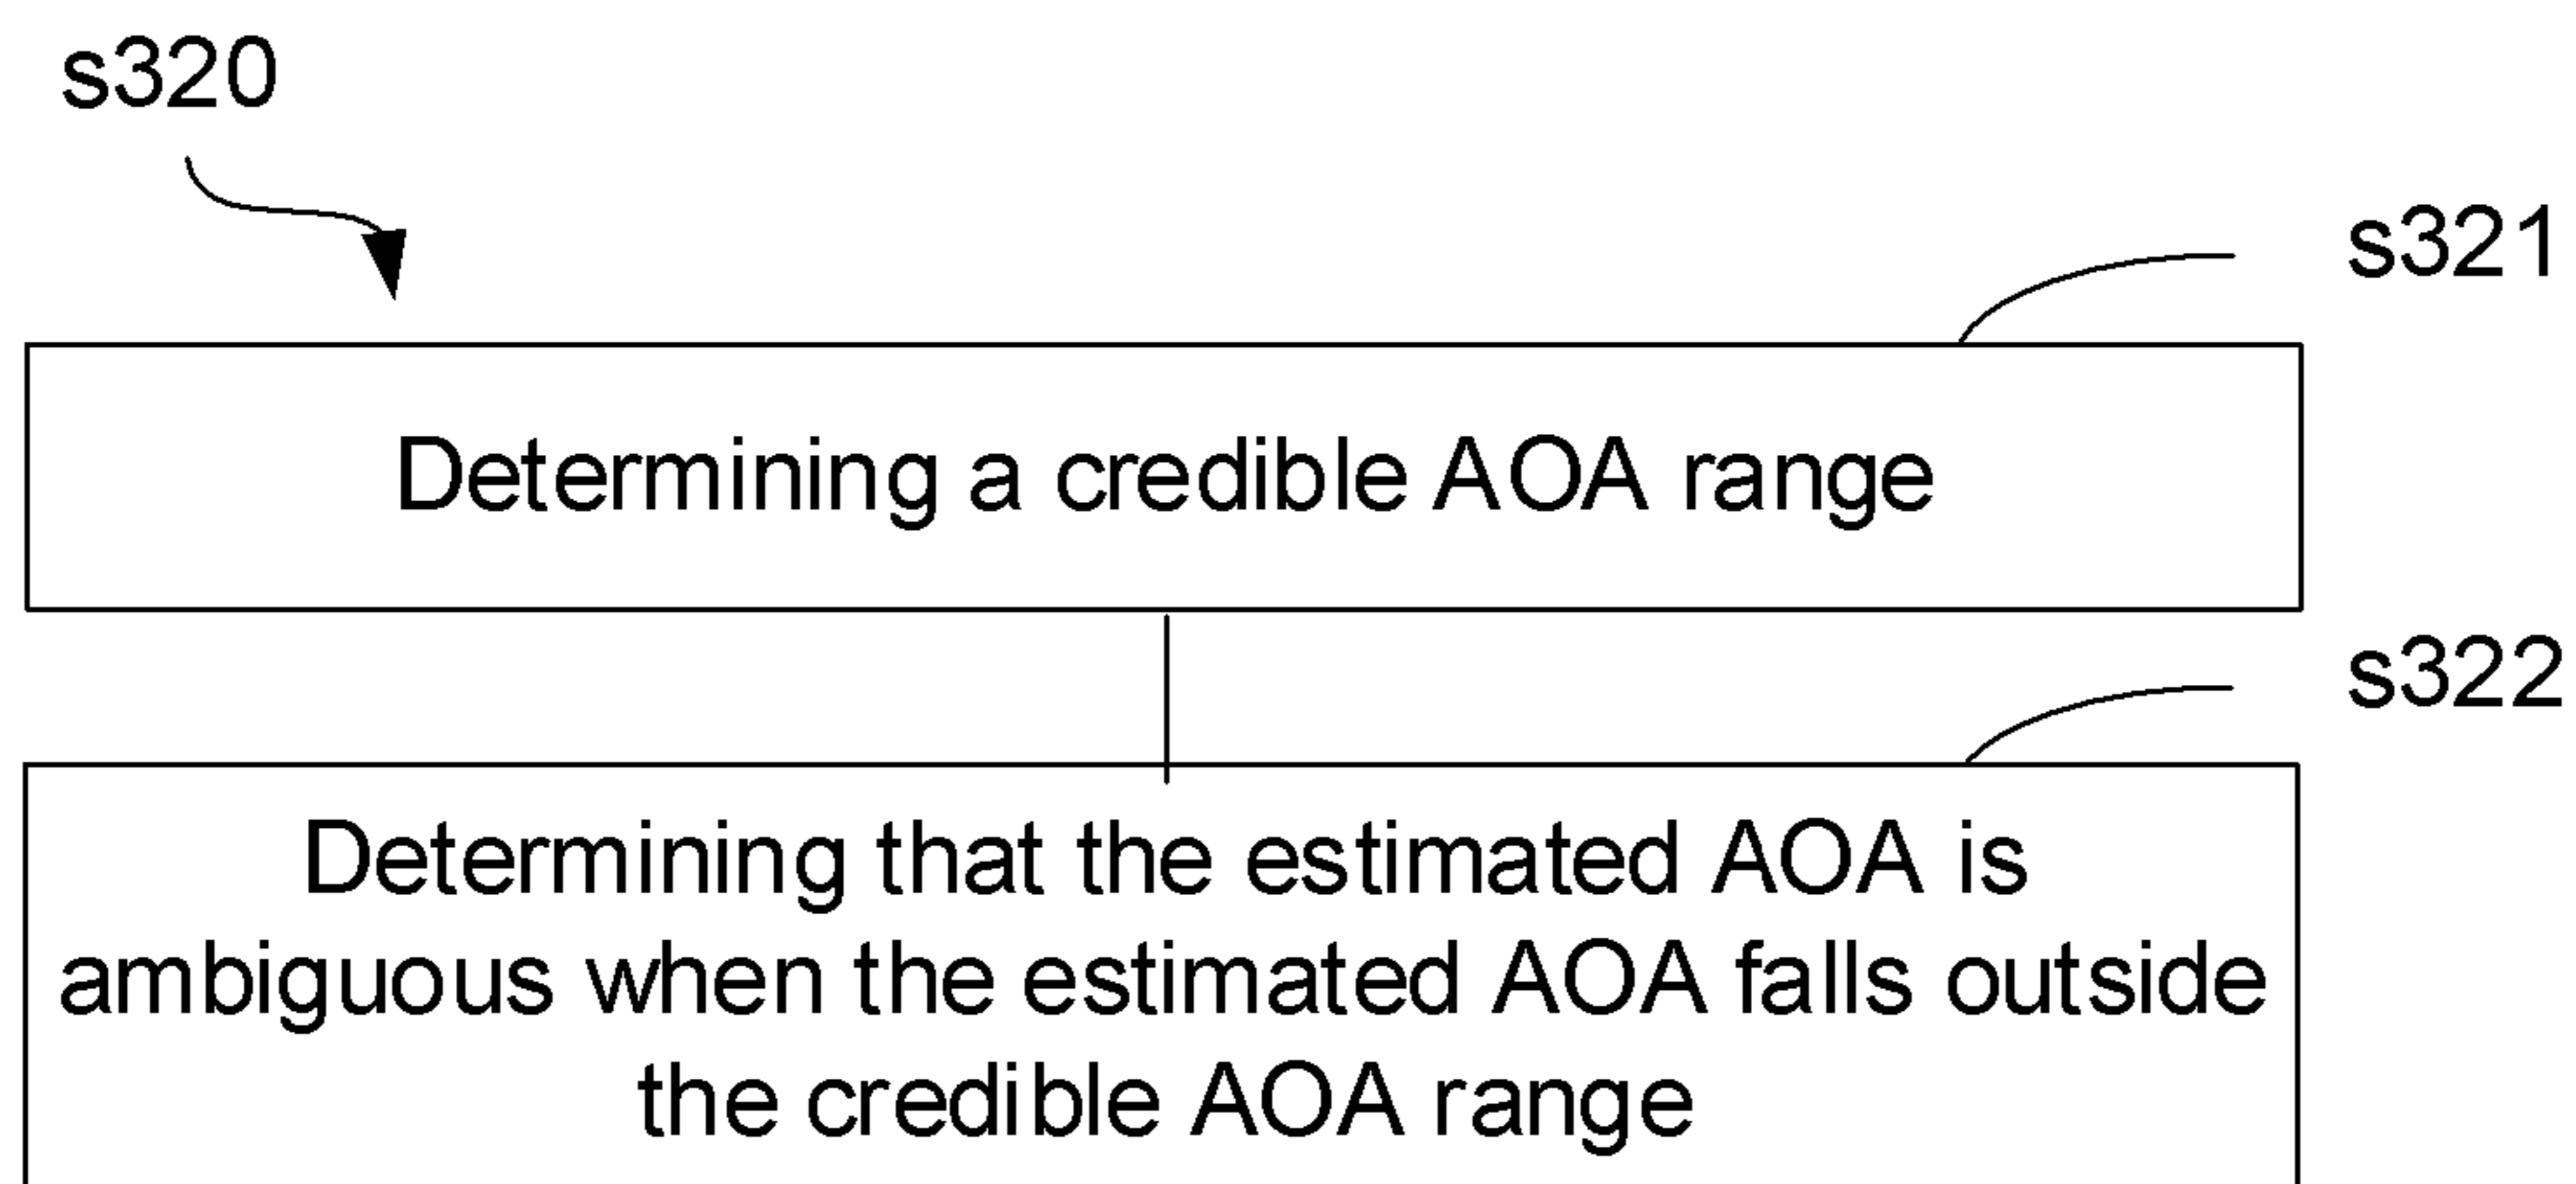 s320
s321
Determining a credible AOA range
s322
Determining that the estimated AOA is
ambiguous when the estimated AOA falls outside
the credible AOA range